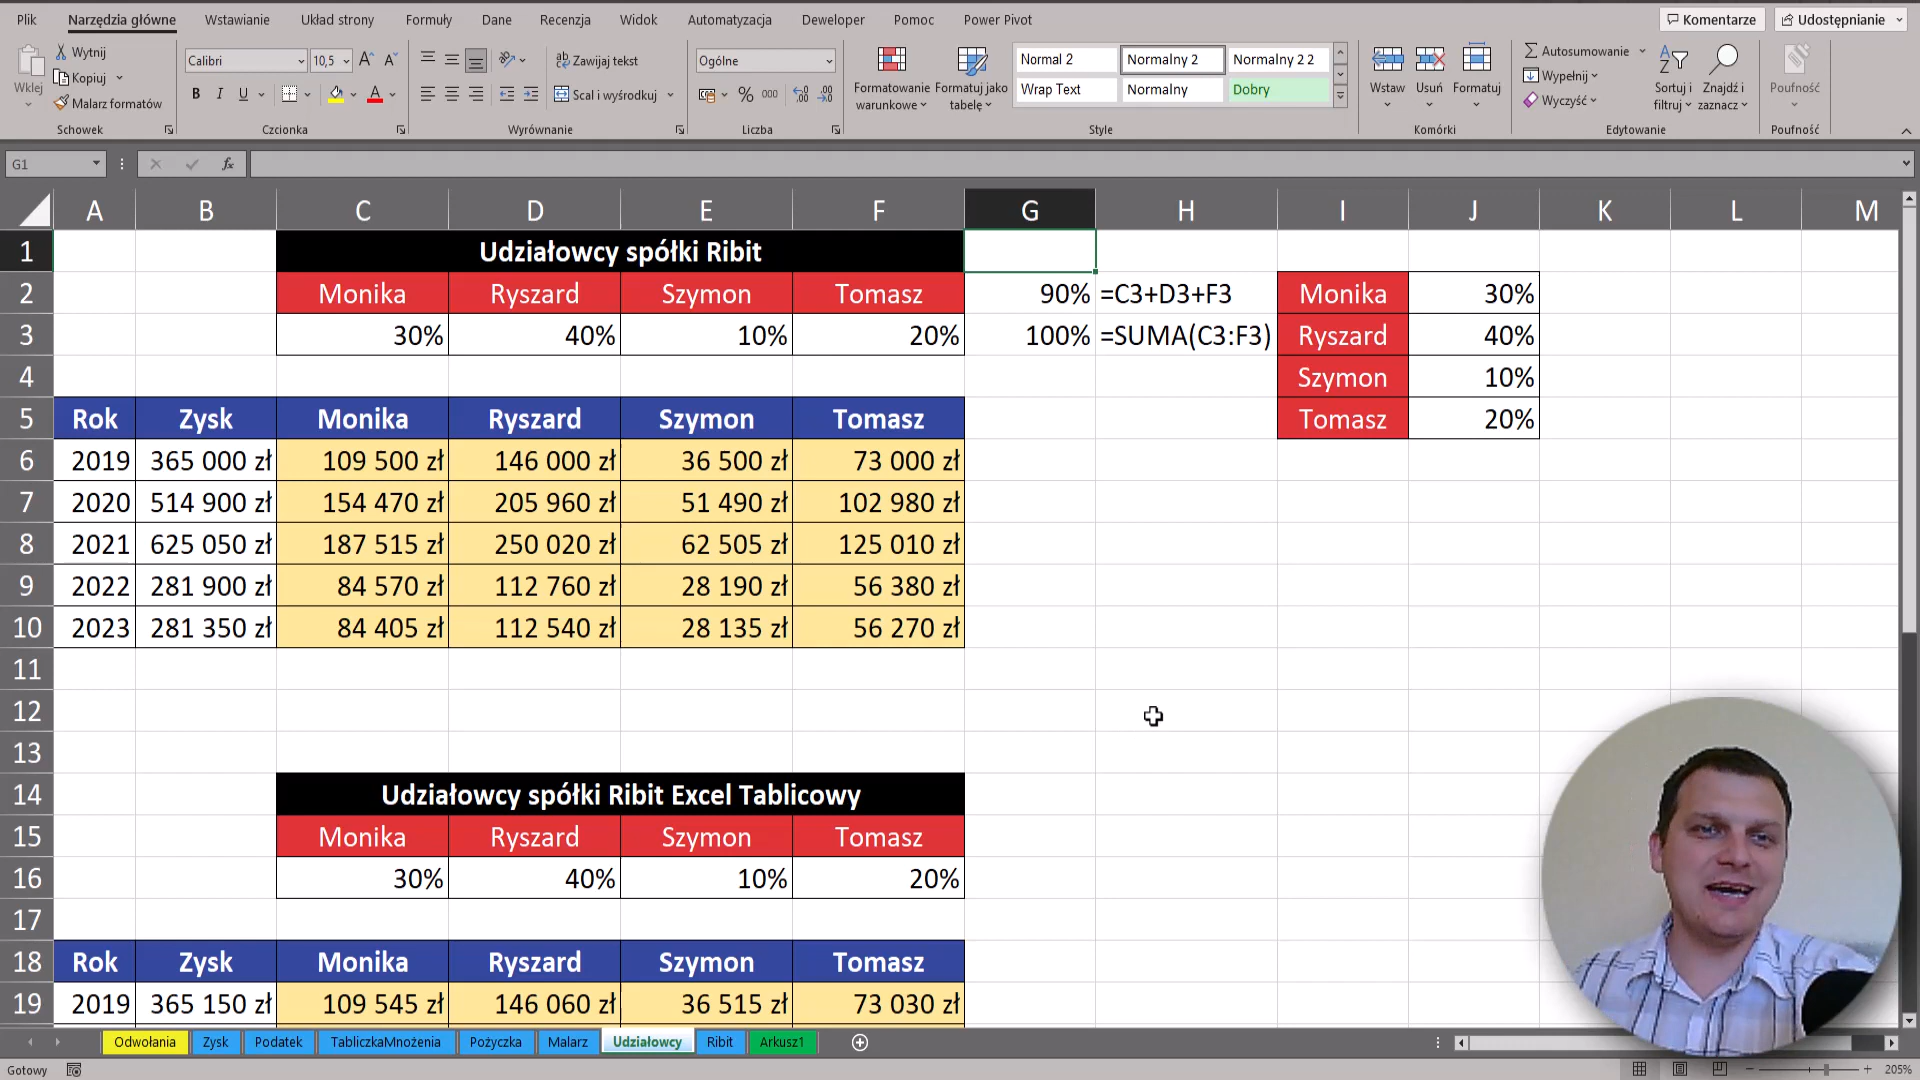 Plik Narzędzia główne Wstawianie Układ strony Formuły Dane Recenzja Widok Automatyzacja Deweloper Pomoc Power Pivot Komentarze Udostępnianie
Wklej
Wytnij
Kopiuj
Malarz formatów
Schowek
Calibri 10,5
B I U
Czcionka
Zawijaj tekst
Scal i wyśrodkuj
Wyrównanie
Ogólne
% 000
Liczba
Formatowanie warunkowe
Formatuj jako tabelę
Normal 2 Normalny 2 Normalny 2 2
Wrap Text Normalny Dobry
Style
Wstaw Usuń Formatuj
Komórki
Autosumowanie
Wypełnij
Wyczyść
Sortuj i filtruj
Znajdź i zaznacz
Edytowanie
Poufność
Poufność
G1 fx
A B C D E F G H I J K L M
1 Udziałowcy spółki Ribit
2 Monika Ryszard Szymon Tomasz 90% =C3+D3+F3 Monika 30%
3 30% 40% 10% 20% 100% =SUMA(C3:F3) Ryszard 40%
4 Szymon 10%
5 Rok Zysk Monika Ryszard Szymon Tomasz Tomasz 20%
6 2019 365 000 zł 109 500 zł 146 000 zł 36 500 zł 73 000 zł
7 2020 514 900 zł 154 470 zł 205 960 zł 51 490 zł 102 980 zł
8 2021 625 050 zł 187 515 zł 250 020 zł 62 505 zł 125 010 zł
9 2022 281 900 zł 84 570 zł 112 760 zł 28 190 zł 56 380 zł
10 2023 281 350 zł 84 405 zł 112 540 zł 28 135 zł 56 270 zł
11
12
13
14 Udziałowcy spółki Ribit Excel Tablicowy
15 Monika Ryszard Szymon Tomasz
16 30% 40% 10% 20%
17
18 Rok Zysk Monika Ryszard Szymon Tomasz
19 2019 365 150 zł 109 545 zł 146 060 zł 36 515 zł 73 030 zł
Odwołania Zysk Podatek TabliczkaMnożenia Pożyczka Malarz Udziałowcy Ribit Arkusz1
Gotowy 205%